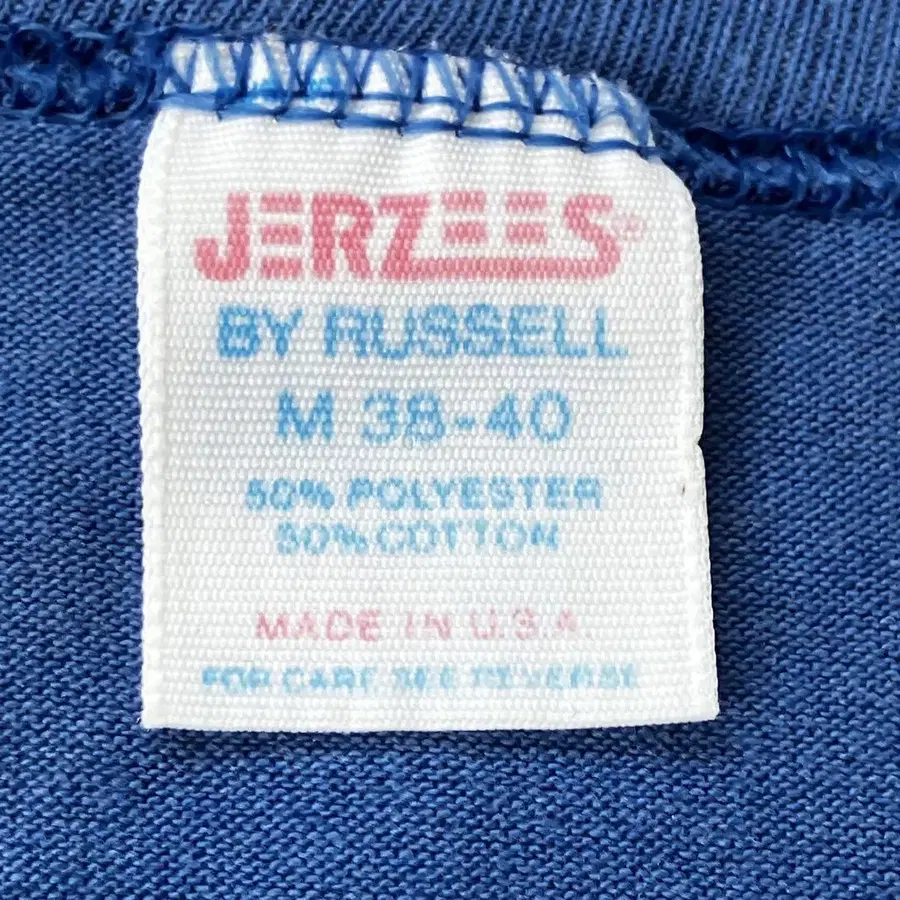 JERZEES®
BY RUSSELL
M 38-40
50% POLYESTER
50% COTTON
MADE IN U.S.A.
FOR CARE SEE REVERSE